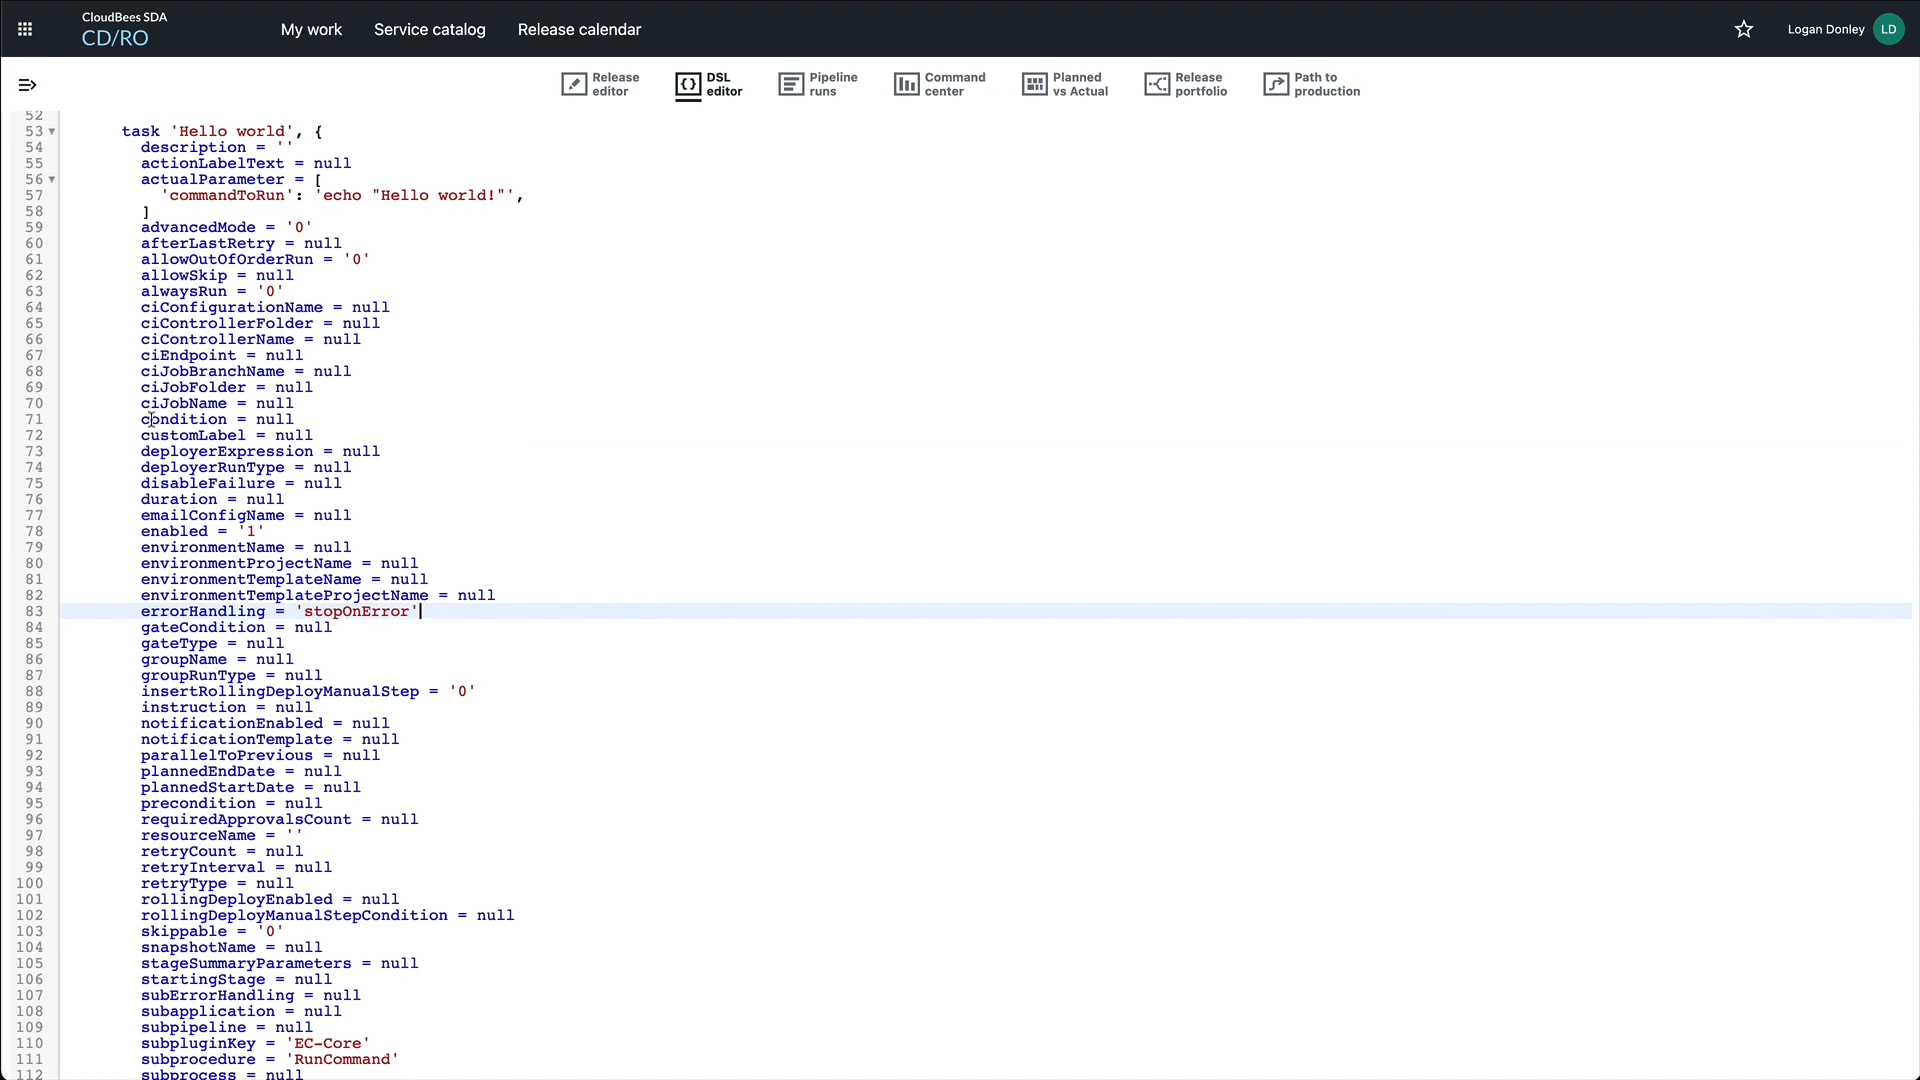 CloudBees SDA
CD/RO
My work
Service catalog
Release calendar
Logan Donley
LD
Release editor
DSL editor
Pipeline runs
Command center
Planned vs Actual
Release portfolio
Path to production
52
53 task 'Hello world', {
54 description = ''
55 actionLabelText = null
56 actualParameter = [
57 'commandToRun': 'echo "Hello world!"',
58 ]
59 advancedMode = '0'
60 afterLastRetry = null
61 allowOutOfOrderRun = '0'
62 allowSkip = null
63 alwaysRun = '0'
64 ciConfigurationName = null
65 ciControllerFolder = null
66 ciControllerName = null
67 ciEndpoint = null
68 ciJobBranchName = null
69 ciJobFolder = null
70 ciJobName = null
71 condition = null
72 customLabel = null
73 deployerExpression = null
74 deployerRunType = null
75 disableFailure = null
76 duration = null
77 emailConfigName = null
78 enabled = '1'
79 environmentName = null
80 environmentProjectName = null
81 environmentTemplateName = null
82 environmentTemplateProjectName = null
83 errorHandling = 'stopOnError'
84 gateCondition = null
85 gateType = null
86 groupName = null
87 groupRunType = null
88 insertRollingDeployManualStep = '0'
89 instruction = null
90 notificationEnabled = null
91 notificationTemplate = null
92 parallelToPrevious = null
93 plannedEndDate = null
94 plannedStartDate = null
95 precondition = null
96 requiredApprovalsCount = null
97 resourceName = ''
98 retryCount = null
99 retryInterval = null
100 retryType = null
101 rollingDeployEnabled = null
102 rollingDeployManualStepCondition = null
103 skippable = '0'
104 snapshotName = null
105 stageSummaryParameters = null
106 startingStage = null
107 subErrorHandling = null
108 subapplication = null
109 subpipeline = null
110 subpluginKey = 'EC-Core'
111 subprocedure = 'RunCommand'
112 subprocess = null